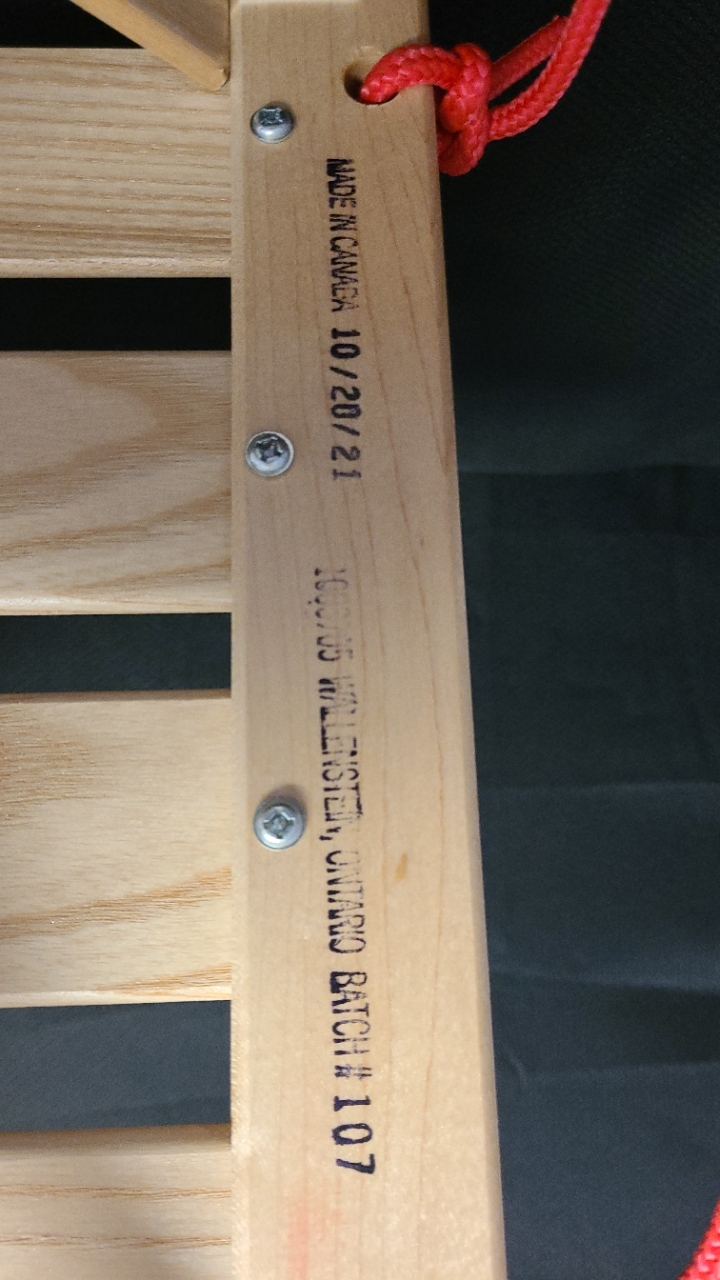 MADE IN CANADA 10/20/21
WALLENSTEIN, ONTARIO BATCH # 107